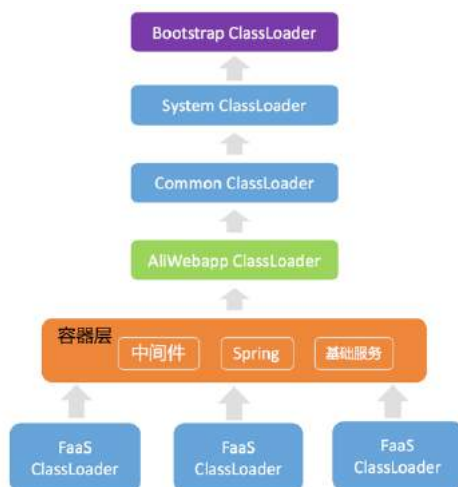 Bootstrap ClassLoader
System ClassLoader
Common ClassLoader
AliWebapp ClassLoader
容器层
中间件
Spring
基础服务
FaaS
ClassLoader
FaaS
ClassLoader
FaaS
ClassLoader